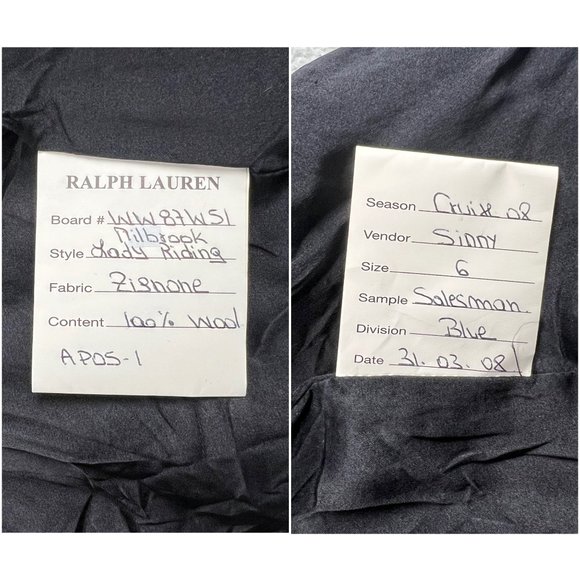 RALPH LAUREN
Board # WW87WS1
Milbrook
Style Lady Riding
Fabric Zignone
Content 100% Wool
APOS-1
Season Cruise 08
Vendor Sinny
Size 6
Sample Salesman
Division Blue
Date 31.03.08